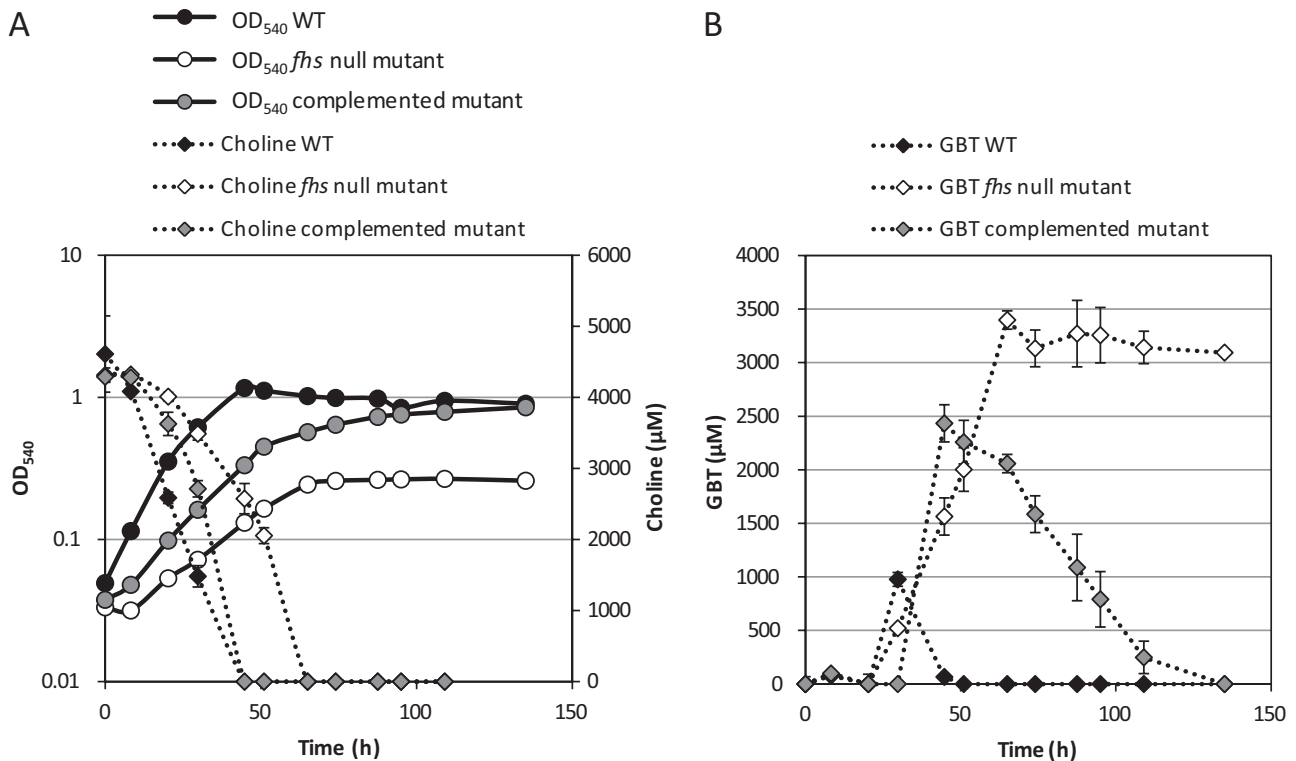 A
OD540 WT
OD540 fhs null mutant
OD540 complemented mutant
Choline WT
Choline fhs null mutant
Choline complemented mutant
10
1
0.1
0.01
OD540
6000
5000
4000
3000
2000
1000
0
Choline (µM)
0
50
100
150
Time (h)
B
GBT WT
GBT fhs null mutant
GBT complemented mutant
4000
3500
3000
2500
2000
1500
1000
500
0
GBT (µM)
0
50
100
150
Time (h)